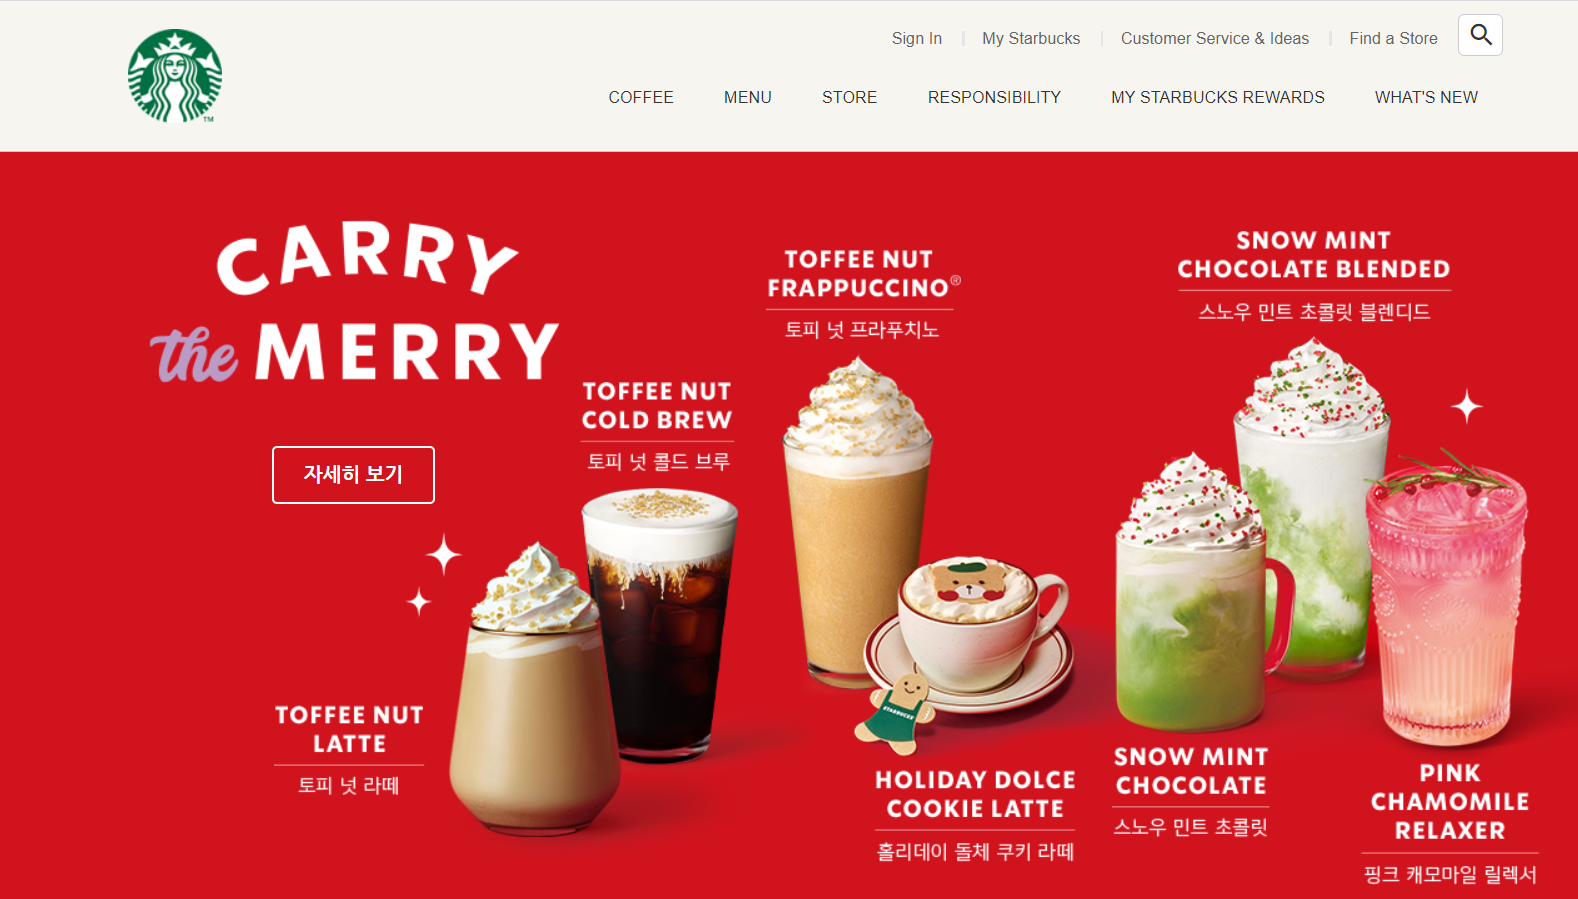 Sign In
My Starbucks
Customer Service & Ideas
Find a Store
TM
COFFEE
MENU
STORE
RESPONSIBILITY
MY STARBUCKS REWARDS
WHAT'S NEW
CARRY
the MERRY
자세히 보기
TOFFEE NUT
LATTE
토피 넛 라떼
TOFFEE NUT
COLD BREW
토피 넛 콜드 브루
TOFFEE NUT
FRAPPUCCINO®
토피 넛 프라푸치노
STARBUCKS
HOLIDAY DOLCE
COOKIE LATTE
홀리데이 돌체 쿠키 라떼
SNOW MINT
CHOCOLATE
스노우 민트 초콜릿
SNOW MINT
CHOCOLATE BLENDED
스노우 민트 초콜릿 블렌디드
PINK
CHAMOMILE
RELAXER
핑크 캐모마일 릴렉서